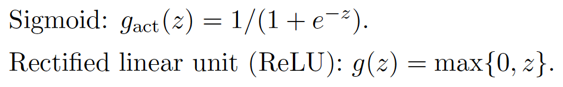 Sigmoid: g_act(z) = 1/(1 + e^{−z}).
Rectified linear unit (ReLU): g(z) = max{0, z}.